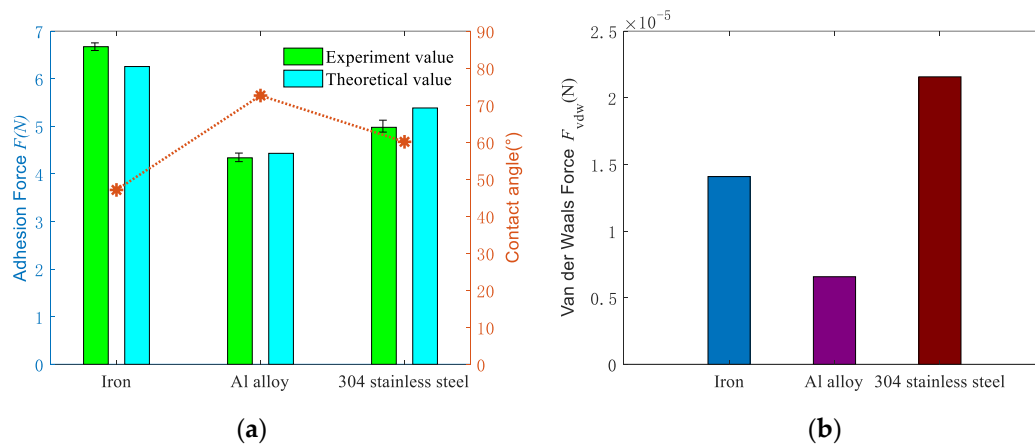 7
6
5
4
3
2
1
0
Adhesion Force F(N)
Experiment value
Theoretical value
90
80
70
60
50
40
30
20
10
0
Contact angle(°)
Iron
Al alloy
304 stainless steel
(a)
×10⁻⁵
2.5
2
1.5
1
0.5
0
Van der Waals Force F_vdw(N)
Iron
Al alloy
304 stainless steel
(b)